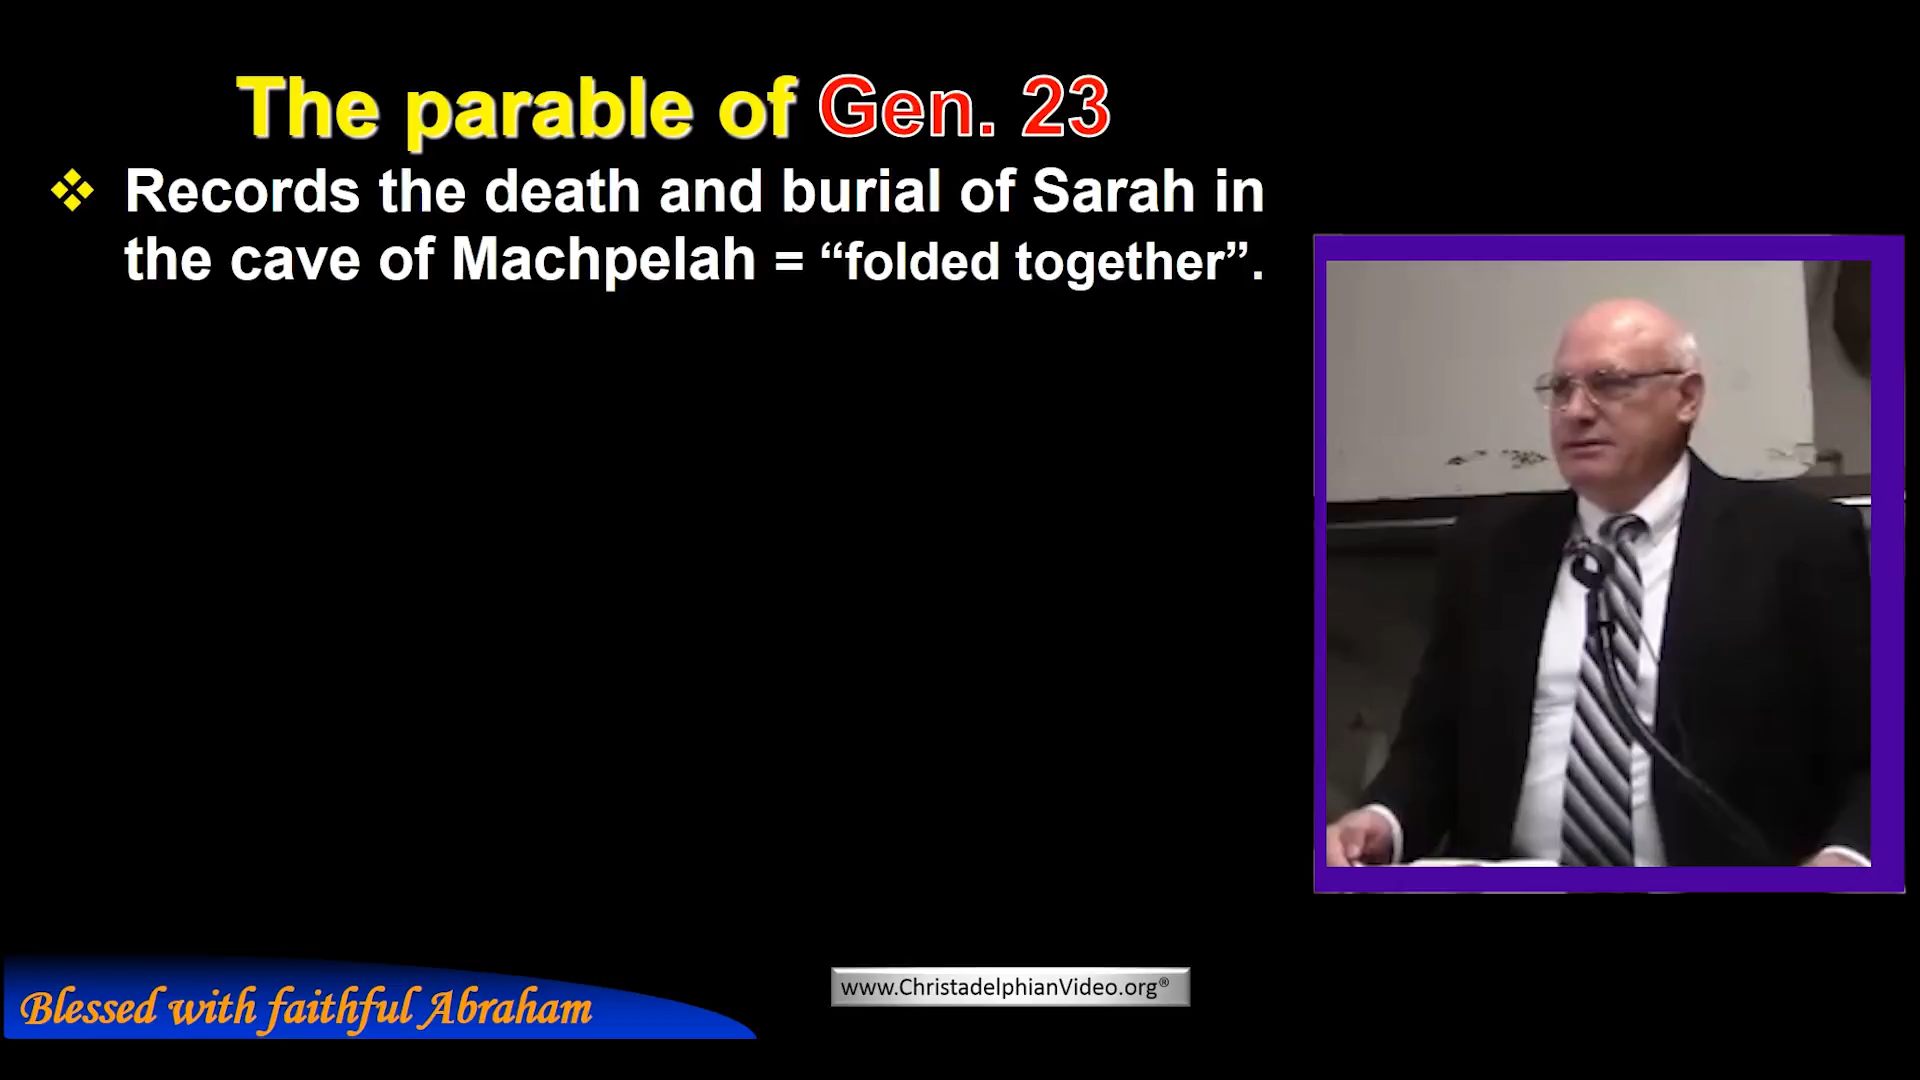 The parable of Gen. 23
❖ Records the death and burial of Sarah in
the cave of Machpelah = “folded together”.
www.ChristadelphianVideo.org®
Blessed with faithful Abraham